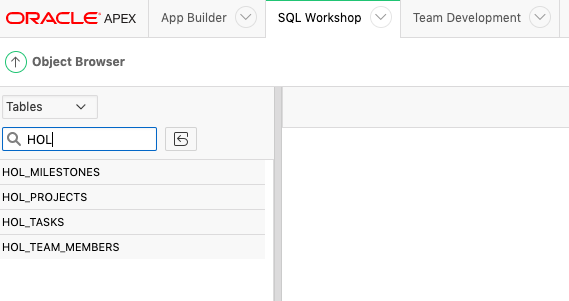 ORACLE APEX App Builder SQL Workshop Team Development
Object Browser
Tables
HOL
HOL_MILESTONES
HOL_PROJECTS
HOL_TASKS
HOL_TEAM_MEMBERS